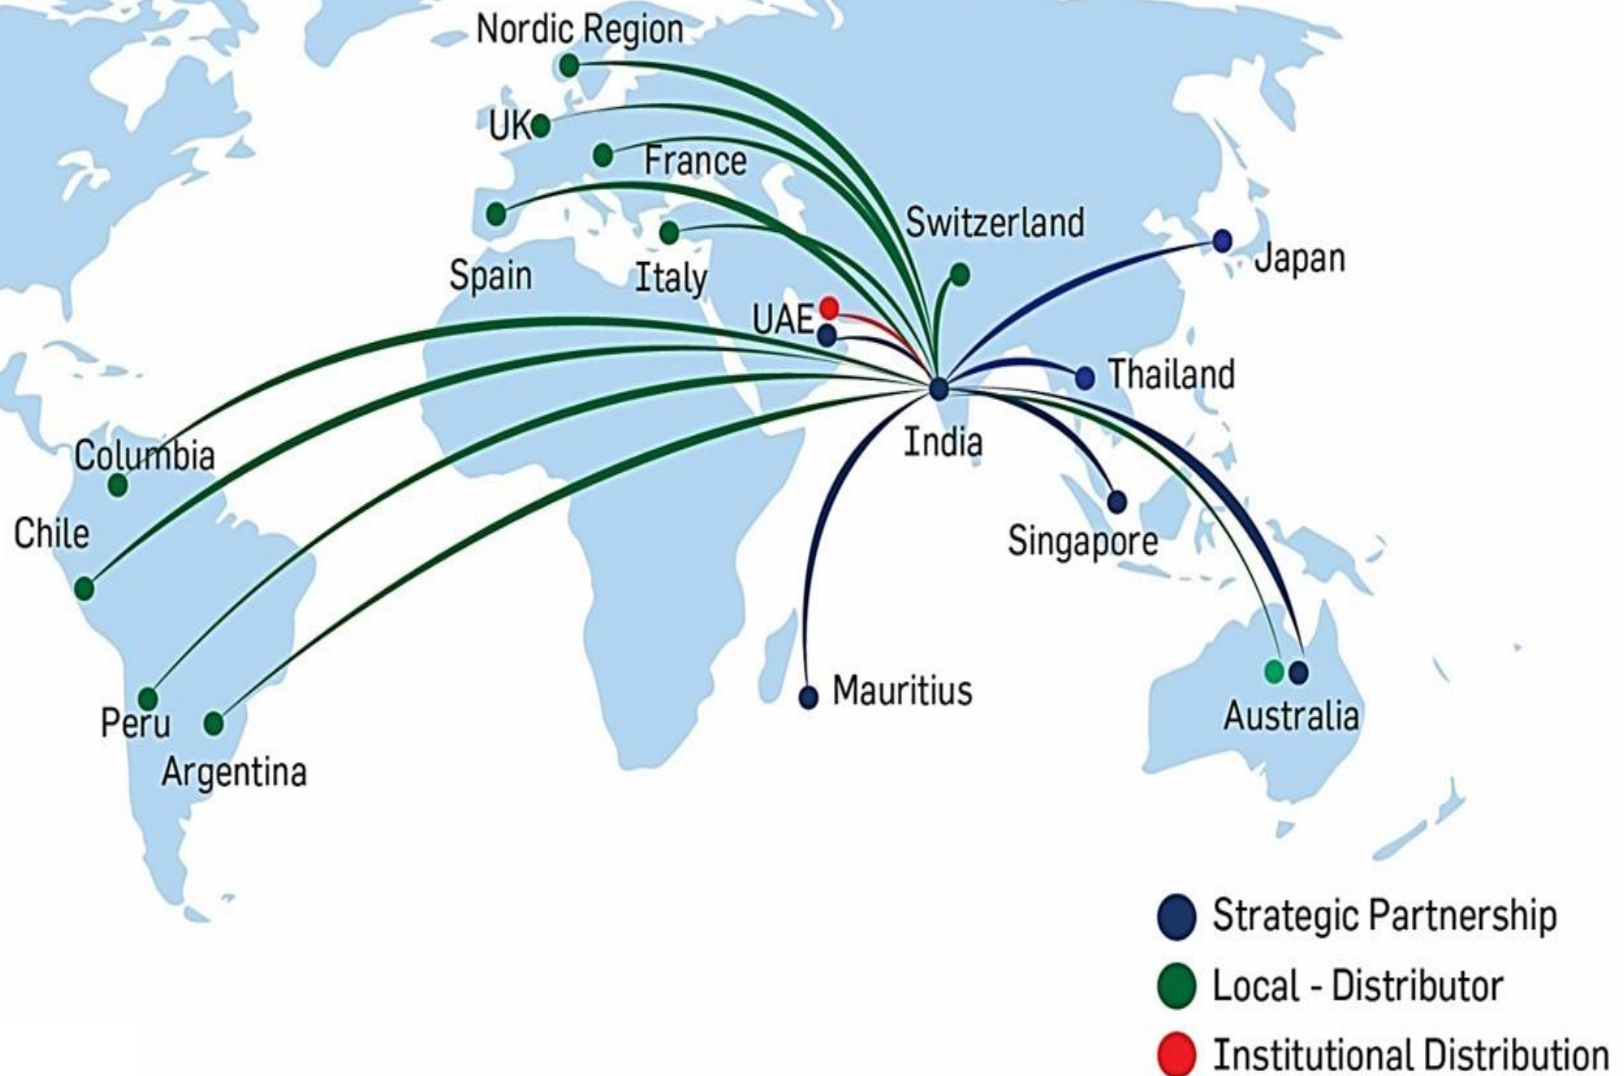 Nordic Region
UK
France
Switzerland
Spain
Italy
Japan
UAE
Thailand
India
Columbia
Chile
Singapore
Mauritius
Peru
Australia
Argentina
Strategic Partnership
Local - Distributor
Institutional Distribution